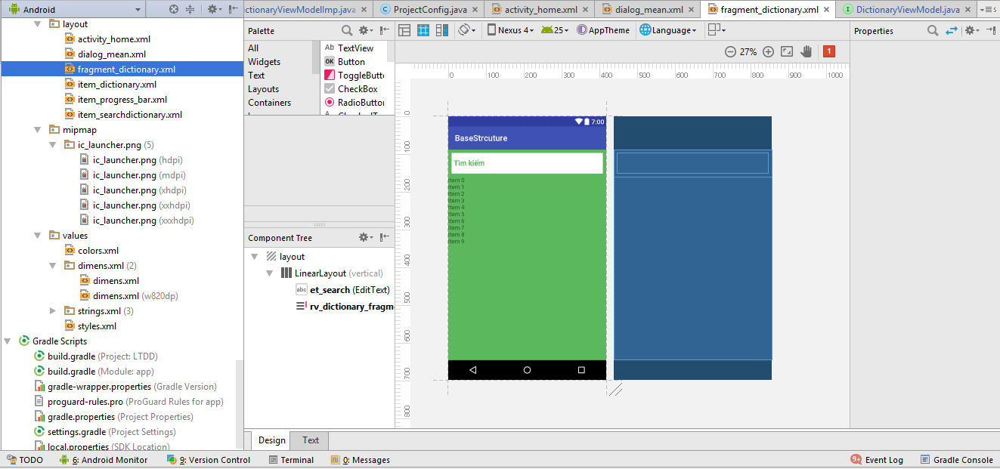 Android
ctionaryViewModelImp.java
ProjectConfig.java
activity_home.xml
dialog_mean.xml
fragment_dictionary.xml
DictionaryViewModel.java
5
layout
activity_home.xml
dialog_mean.xml
fragment_dictionary.xml
item_dictionary.xml
item_progress_bar.xml
item_searchdictionary.xml
mipmap
ic_launcher.png (5)
ic_launcher.png (hdpi)
ic_launcher.png (mdpi)
ic_launcher.png (xhdpi)
ic_launcher.png (xxhdpi)
ic_launcher.png (xxxhdpi)
values
colors.xml
dimens.xml (2)
dimens.xml
dimens.xml (w820dp)
strings.xml (3)
styles.xml
Gradle Scripts
build.gradle (Project: LTDD)
build.gradle (Module: app)
gradle-wrapper.properties (Gradle Version)
proguard-rules.pro (ProGuard Rules for app)
gradle.properties (Project Properties)
settings.gradle (Project Settings)
local.properties (SDK Location)
Palette
All
Widgets
Text
Layouts
Containers
Ab TextView
OK Button
ToggleButto
CheckBox
RadioButton
Component Tree
layout
LinearLayout (vertical)
abc et_search (EditText)
rv_dictionary_fragm
Nexus 4
25
AppTheme
Language
27%
1
0 100 200 300 400 500 600 700 800 900 1000
0
100
200
300
400
500
600
700
800
7:00
BaseStrcuture
Tìm kiếm
Item 0
Item 1
Item 2
Item 3
Item 4
Item 5
Item 6
Item 7
Item 8
Item 9
Properties
Design
Text
TODO
6: Android Monitor
9: Version Control
Terminal
0: Messages
9+ Event Log
Gradle Console